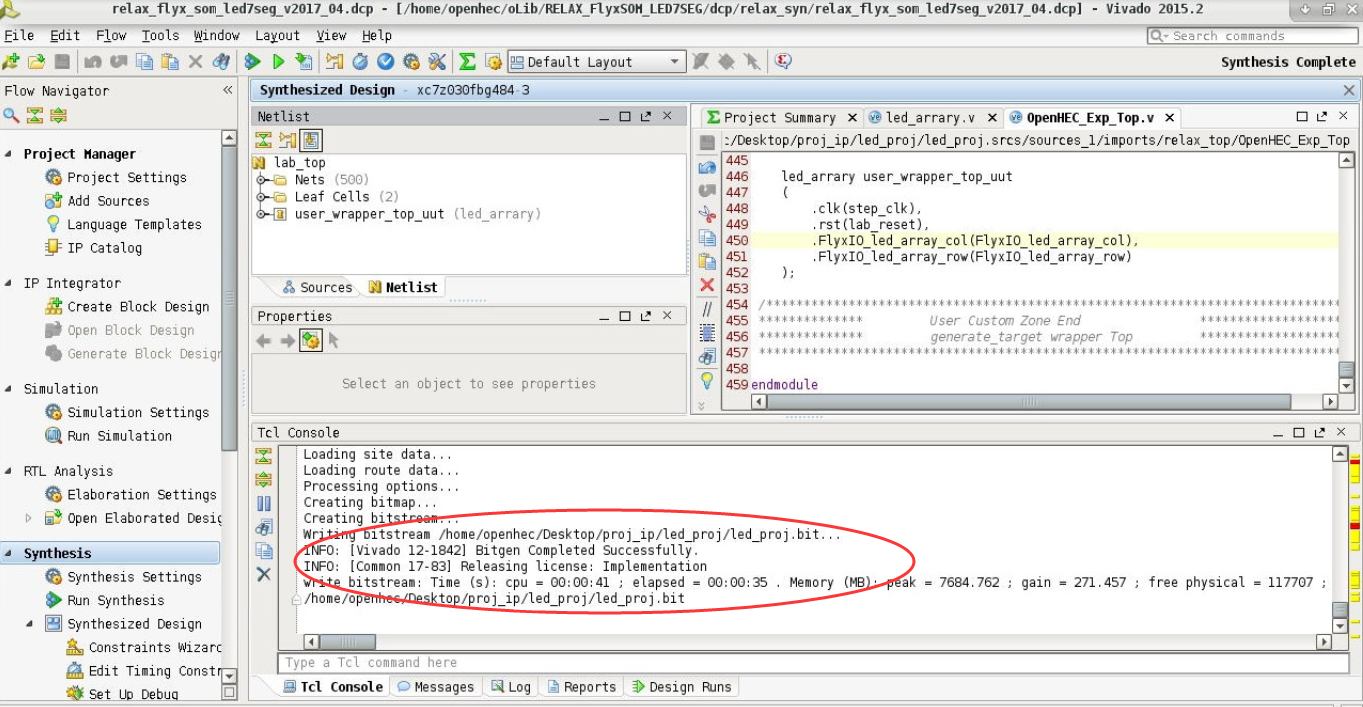 relax_flyx_som_led7seg_v2017_04.dcp - [/home/openhec/oLib/RELAX_FlyxSOM_LED7SEG/dcp/relax_syn/relax_flyx_som_led7seg_v2017_04.dcp] - Vivado 2015.2
File Edit Flow Tools Window Layout View Help
Search commands
Default Layout
Synthesis Complete
Flow Navigator
Project Manager
Project Settings
Add Sources
Language Templates
IP Catalog
IP Integrator
Create Block Design
Open Block Design
Generate Block Design
Simulation
Simulation Settings
Run Simulation
RTL Analysis
Elaboration Settings
Open Elaborated Desig
Synthesis
Synthesis Settings
Run Synthesis
Synthesized Design
Constraints Wizard
Edit Timing Constr
Set Up Debug
Synthesized Design - xc7z030fbg484-3
Netlist
lab_top
Nets (500)
Leaf Cells (2)
user_wrapper_top_uut (led_arrary)
Sources Netlist
Properties
Select an object to see properties
Project Summary led_arrary.v OpenHEC_Exp_Top.v
:/Desktop/proj_ip/led_proj/led_proj.srcs/sources_1/imports/relax_top/OpenHEC_Exp_Top
445
446 led_arrary user_wrapper_top_uut
447 (
448 .clk(step_clk),
449 .rst(lab_reset),
450 .FlyxIO_led_array_col(FlyxIO_led_array_col),
451 .FlyxIO_led_array_row(FlyxIO_led_array_row)
452 );
453
454 /******************************************************************************
455 ************** User Custom Zone End *******************
456 ************** generate_target wrapper Top *******************
457 ******************************************************************************
458
459 endmodule
Tcl Console
Loading site data...
Loading route data...
Processing options...
Creating bitmap...
Creating bitstream...
Writing bitstream /home/openhec/Desktop/proj_ip/led_proj/led_proj.bit...
INFO: [Vivado 12-1842] Bitgen Completed Successfully.
INFO: [Common 17-83] Releasing license: Implementation
write_bitstream: Time (s): cpu = 00:00:41 ; elapsed = 00:00:35 . Memory (MB): peak = 7684.762 ; gain = 271.457 ; free physical = 117707 ;
/home/openhec/Desktop/proj_ip/led_proj/led_proj.bit
Type a Tcl command here
Tcl Console Messages Log Reports Design Runs